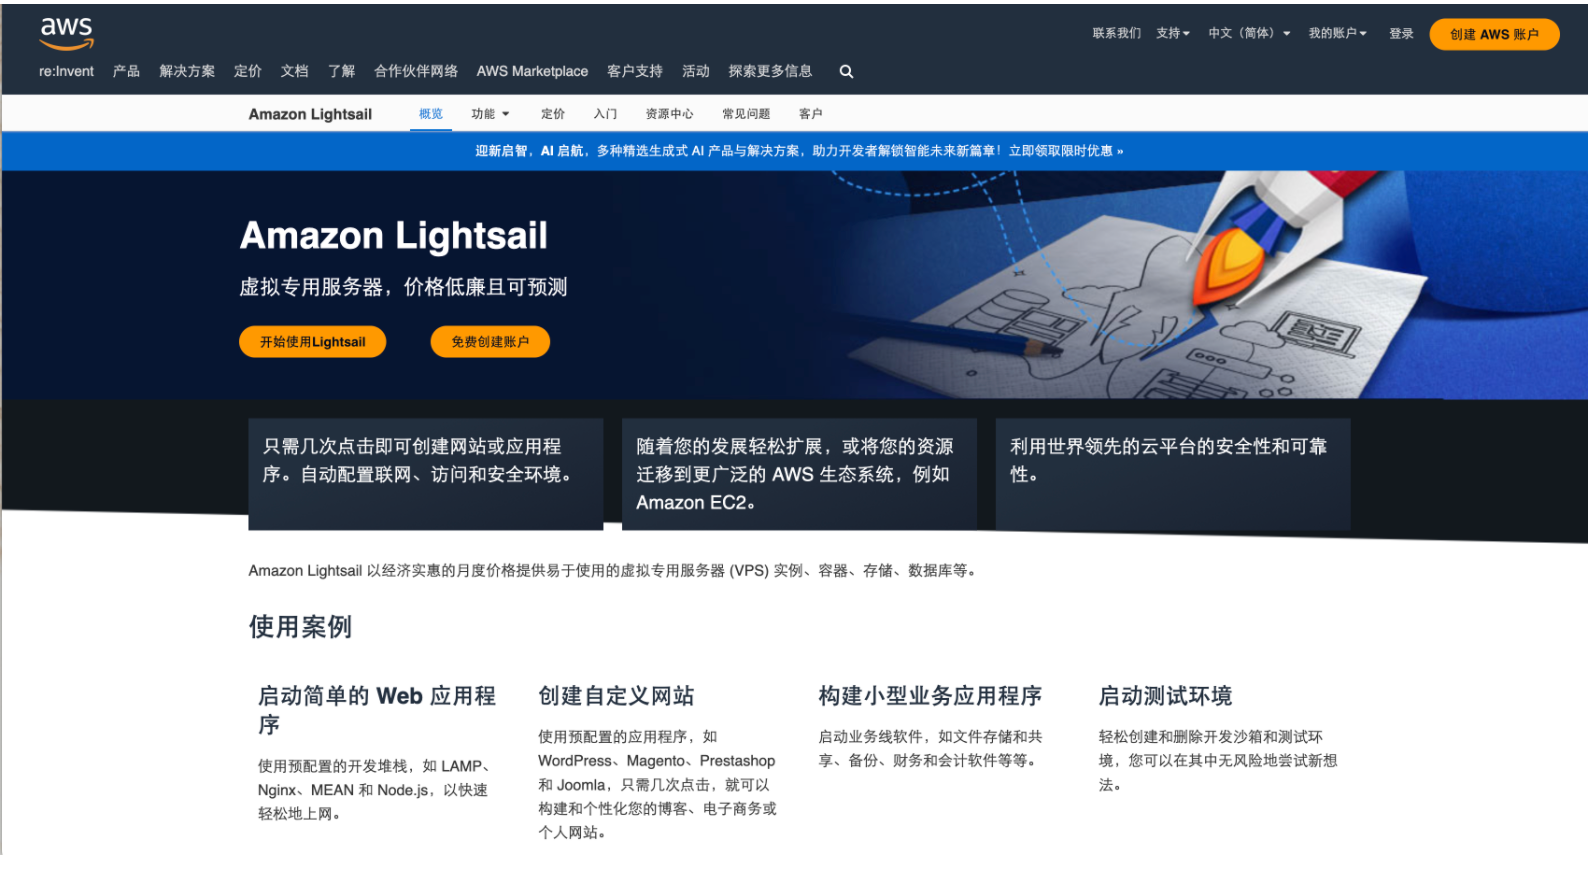 aws
联系我们 支持 中文（简体） 我的账户 登录 创建 AWS 账户
re:Invent 产品 解决方案 定价 文档 了解 合作伙伴网络 AWS Marketplace 客户支持 活动 探索更多信息
Amazon Lightsail 概览 功能 定价 入门 资源中心 常见问题 客户
迎新启智，AI 启航，多种精选生成式 AI 产品与解决方案，助力开发者解锁智能未来新篇章！立即领取限时优惠 »
Amazon Lightsail
虚拟专用服务器，价格低廉且可预测
开始使用Lightsail 免费创建账户
只需几次点击即可创建网站或应用程
序。自动配置联网、访问和安全环境。
随着您的发展轻松扩展，或将您的资源
迁移到更广泛的 AWS 生态系统，例如
Amazon EC2。
利用世界领先的云平台的安全性和可靠
性。
Amazon Lightsail 以经济实惠的月度价格提供易于使用的虚拟专用服务器 (VPS) 实例、容器、存储、数据库等。
使用案例
启动简单的 Web 应用程
序
使用预配置的开发堆栈，如 LAMP、
Nginx、MEAN 和 Node.js，以快速
轻松地上网。
创建自定义网站
使用预配置的应用程序，如
WordPress、Magento、Prestashop
和 Joomla，只需几次点击，就可以
构建和个性化您的博客、电子商务或
个人网站。
构建小型业务应用程序
启动业务线软件，如文件存储和共
享、备份、财务和会计软件等等。
启动测试环境
轻松创建和删除开发沙箱和测试环
境，您可以在其中无风险地尝试新想
法。